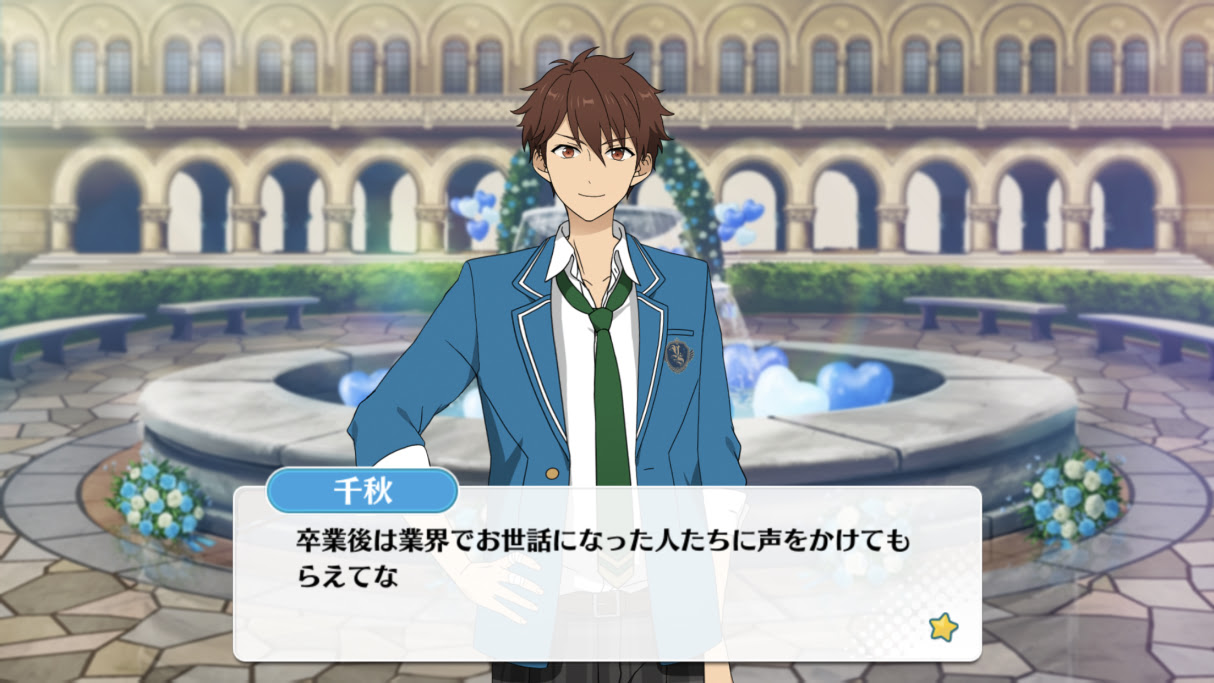 千秋
卒業後は業界でお世話になった人たちに声をかけても
らえてな